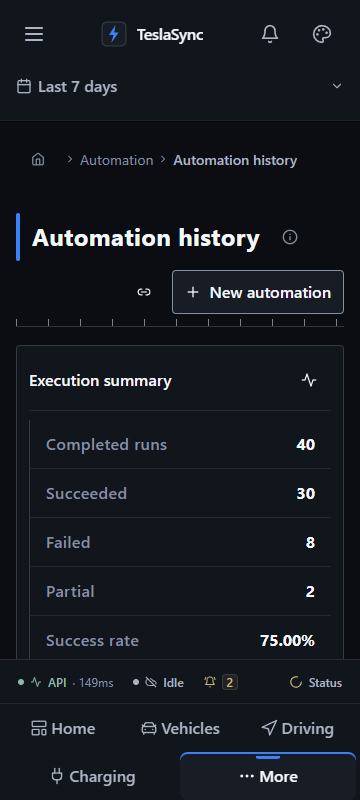 TeslaSync
Last 7 days
Automation Automation history
Automation history
New automation
Execution summary
Completed runs 40
Succeeded 30
Failed 8
Partial 2
Success rate 75.00%
API · 149ms Idle 2 Status
Home Vehicles Driving
Charging More